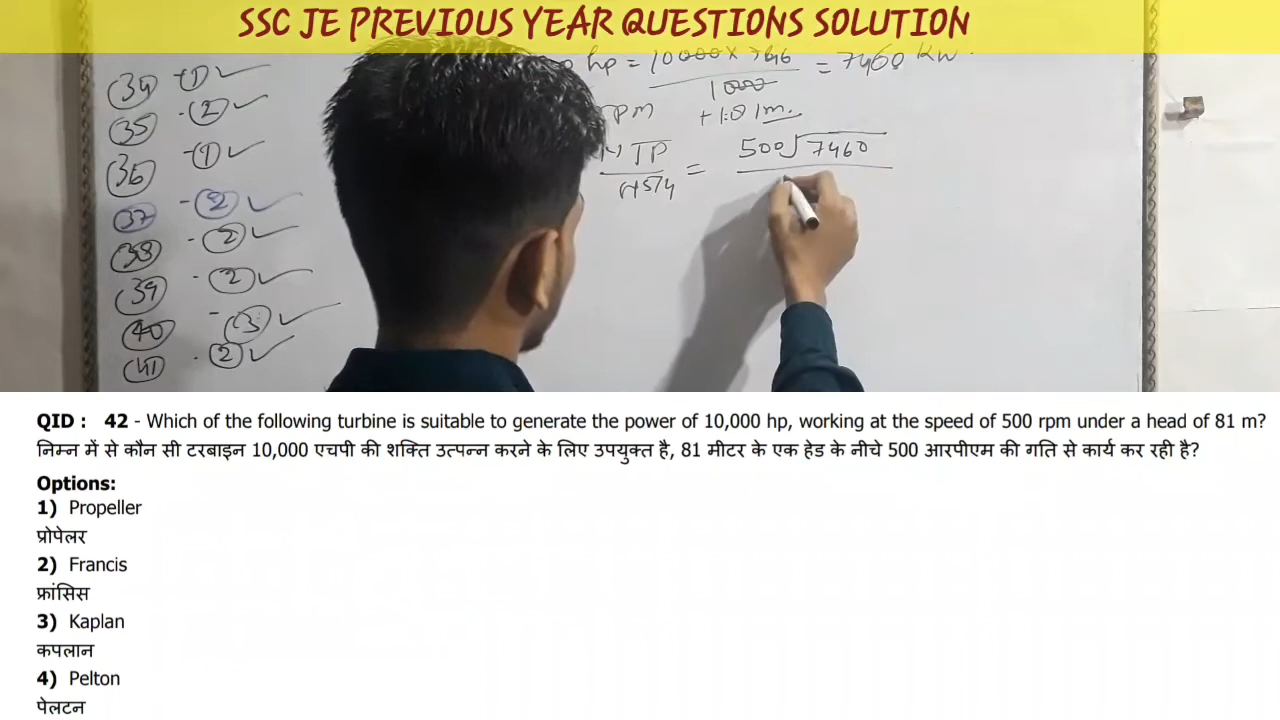 SSC JE PREVIOUS YEAR QUESTIONS SOLUTION
hp = 10000 x 746 / 1000 = 7460 KW.
34 - 1 ✓
35 - 2 ✓
36 - 1 ✓
37 - 2 ✓
38 - 2 ✓
39 - 2 ✓
40 - 3 ✓
41 - 2 ✓
rpm
= 500√7460
QID : 42 - Which of the following turbine is suitable to generate the power of 10,000 hp, working at the speed of 500 rpm under a head of 81 m?
निम्न में से कौन सी टरबाइन 10,000 एचपी की शक्ति उत्पन्न करने के लिए उपयुक्त है, 81 मीटर के एक हेड के नीचे 500 आरपीएम की गति से कार्य कर रही है?
Options:
1) Propeller
प्रोपेलर
2) Francis
फ्रांसिस
3) Kaplan
कपलान
4) Pelton
पेलटन